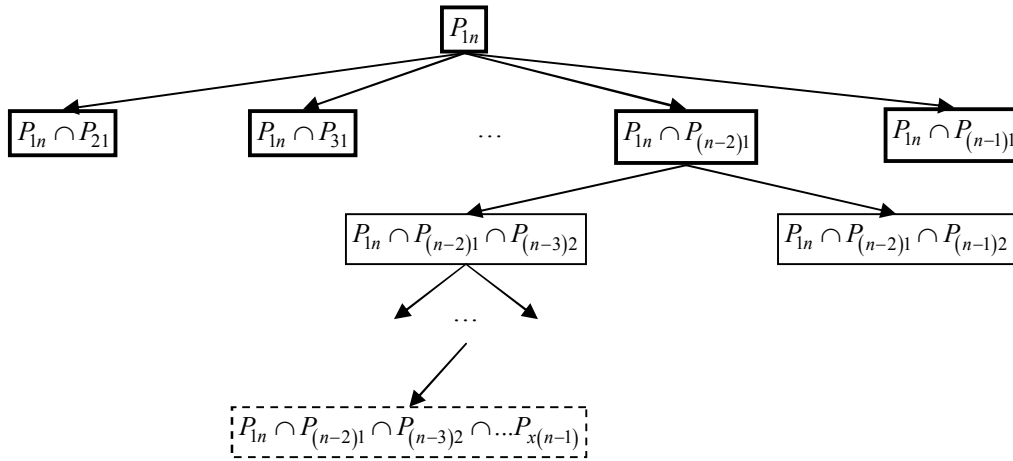 P_{1n}
P_{1n} ∩ P_{21} P_{1n} ∩ P_{31} ... P_{1n} ∩ P_{(n−2)1} P_{1n} ∩ P_{(n−1)1}
P_{1n} ∩ P_{(n−2)1} ∩ P_{(n−3)2} P_{1n} ∩ P_{(n−2)1} ∩ P_{(n−1)2}
...
P_{1n} ∩ P_{(n−2)1} ∩ P_{(n−3)2} ∩ ...P_{x(n−1)}